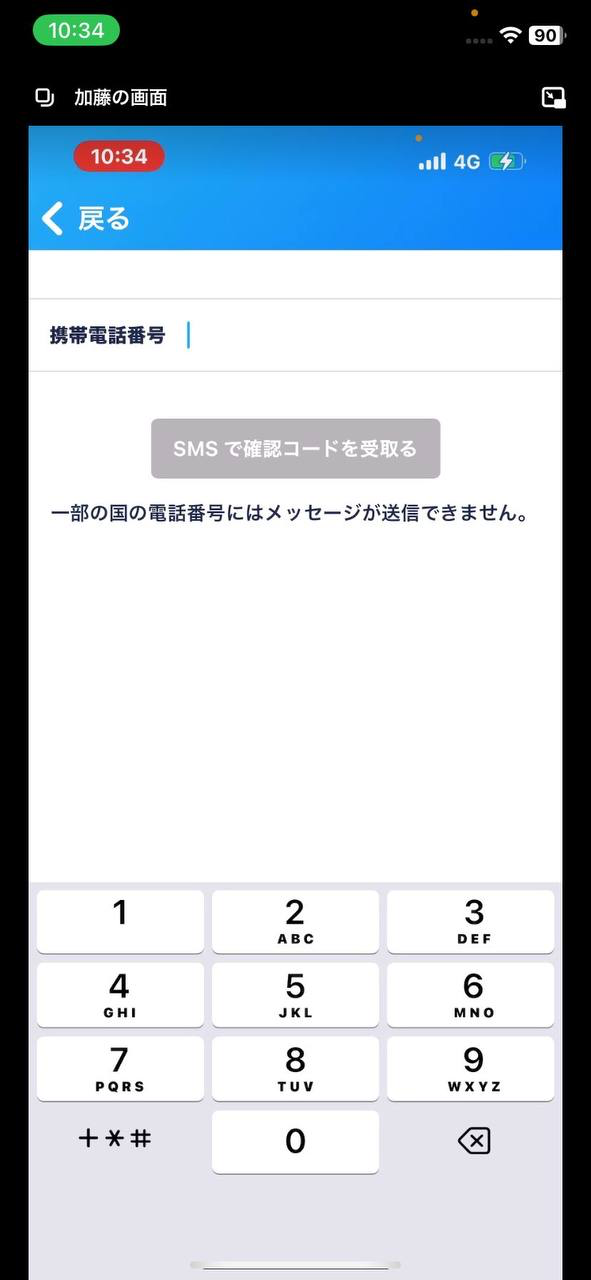 10:34
90
加藤の画面
10:34
4G
戻る
携帯電話番号
SMS で確認コードを受取る
一部の国の電話番号にはメッセージが送信できません。
1
2
ABC
3
DEF
4
GHI
5
JKL
6
MNO
7
PQRS
8
TUV
9
WXYZ
+*#
0